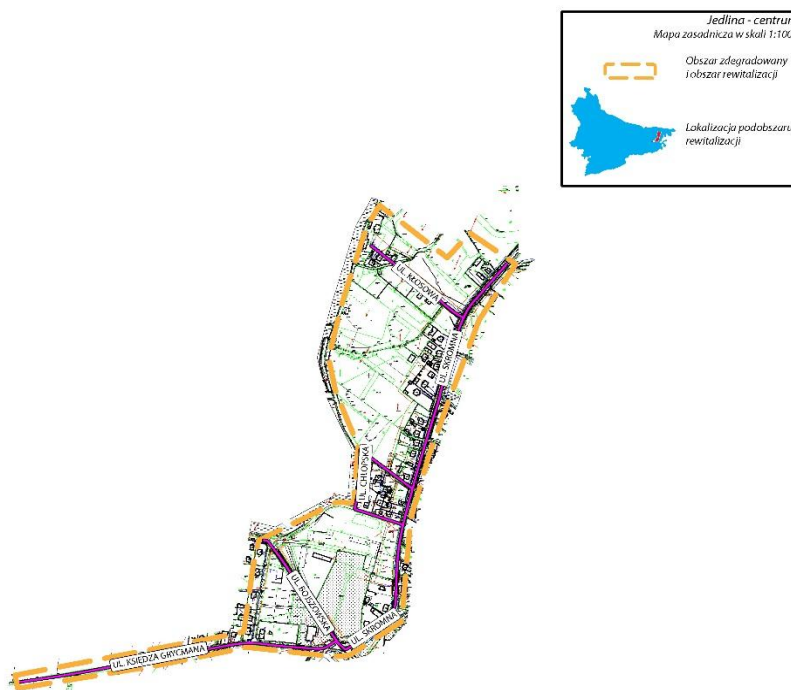 Jedlina - centrum
Mapa zasadnicza w skali 1:100
Obszar zdegradowany
i obszar rewitalizacji
Lokalizacja podobszaru
rewitalizacji
UL. KŁOSOWA
UL. SKROMNA
UL. CHŁOPSKA
UL. ROJSZOWSKA
UL. SKROMNA
UL. KSIĘDZA GRYCMANA